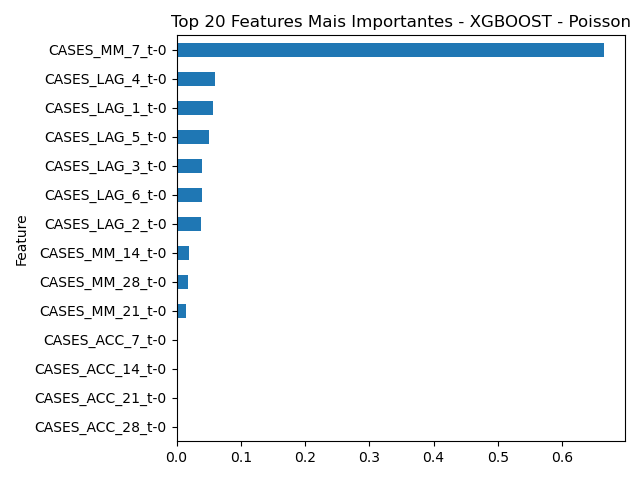 Top 20 Features Mais Importantes - XGBOOST - Poisson
Feature
CASES_MM_7_t-0
CASES_LAG_4_t-0
CASES_LAG_1_t-0
CASES_LAG_5_t-0
CASES_LAG_3_t-0
CASES_LAG_6_t-0
CASES_LAG_2_t-0
CASES_MM_14_t-0
CASES_MM_28_t-0
CASES_MM_21_t-0
CASES_ACC_7_t-0
CASES_ACC_14_t-0
CASES_ACC_21_t-0
CASES_ACC_28_t-0
0.0 0.1 0.2 0.3 0.4 0.5 0.6